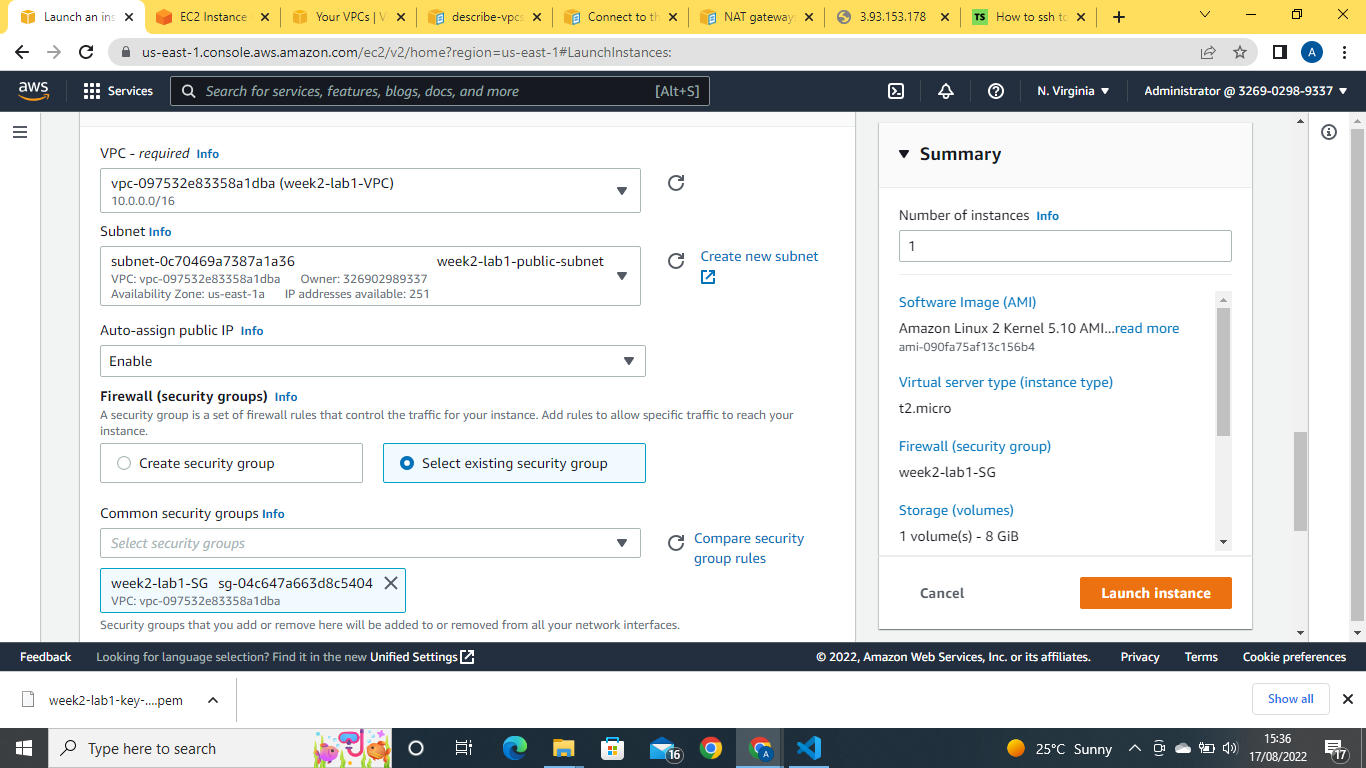 Launch an ins
EC2 Instance
Your VPCs | V
describe-vpcs
Connect to th
NAT gateway
3.93.153.178
TS
How to ssh to
us-east-1.console.aws.amazon.com/ec2/v2/home?region=us-east-1#LaunchInstances:
A
aws
Services
Search for services, features, blogs, docs, and more
[Alt+S]
N. Virginia
Administrator @ 3269-0298-9337
VPC - required Info
vpc-097532e83358a1dba (week2-lab1-VPC)
10.0.0.0/16
Subnet Info
subnet-0c70469a7387a1a36 week2-lab1-public-subnet
VPC: vpc-097532e83358a1dba Owner: 326902989337
Availability Zone: us-east-1a IP addresses available: 251
Create new subnet
Auto-assign public IP Info
Enable
Firewall (security groups) Info
A security group is a set of firewall rules that control the traffic for your instance. Add rules to allow specific traffic to reach your
instance.
Create security group
Select existing security group
Common security groups Info
Select security groups
Compare security
group rules
week2-lab1-SG sg-04c647a663d8c5404
VPC: vpc-097532e83358a1dba
Security groups that you add or remove here will be added to or removed from all your network interfaces.
Summary
Number of instances Info
1
Software Image (AMI)
Amazon Linux 2 Kernel 5.10 AMI...read more
ami-090fa75af13c156b4
Virtual server type (instance type)
t2.micro
Firewall (security group)
week2-lab1-SG
Storage (volumes)
1 volume(s) - 8 GiB
Cancel
Launch instance
Feedback
Looking for language selection? Find it in the new Unified Settings
© 2022, Amazon Web Services, Inc. or its affiliates.
Privacy
Terms
Cookie preferences
week2-lab1-key-....pem
Show all
Type here to search
16
A
25°C Sunny
15:36
17/08/2022
17